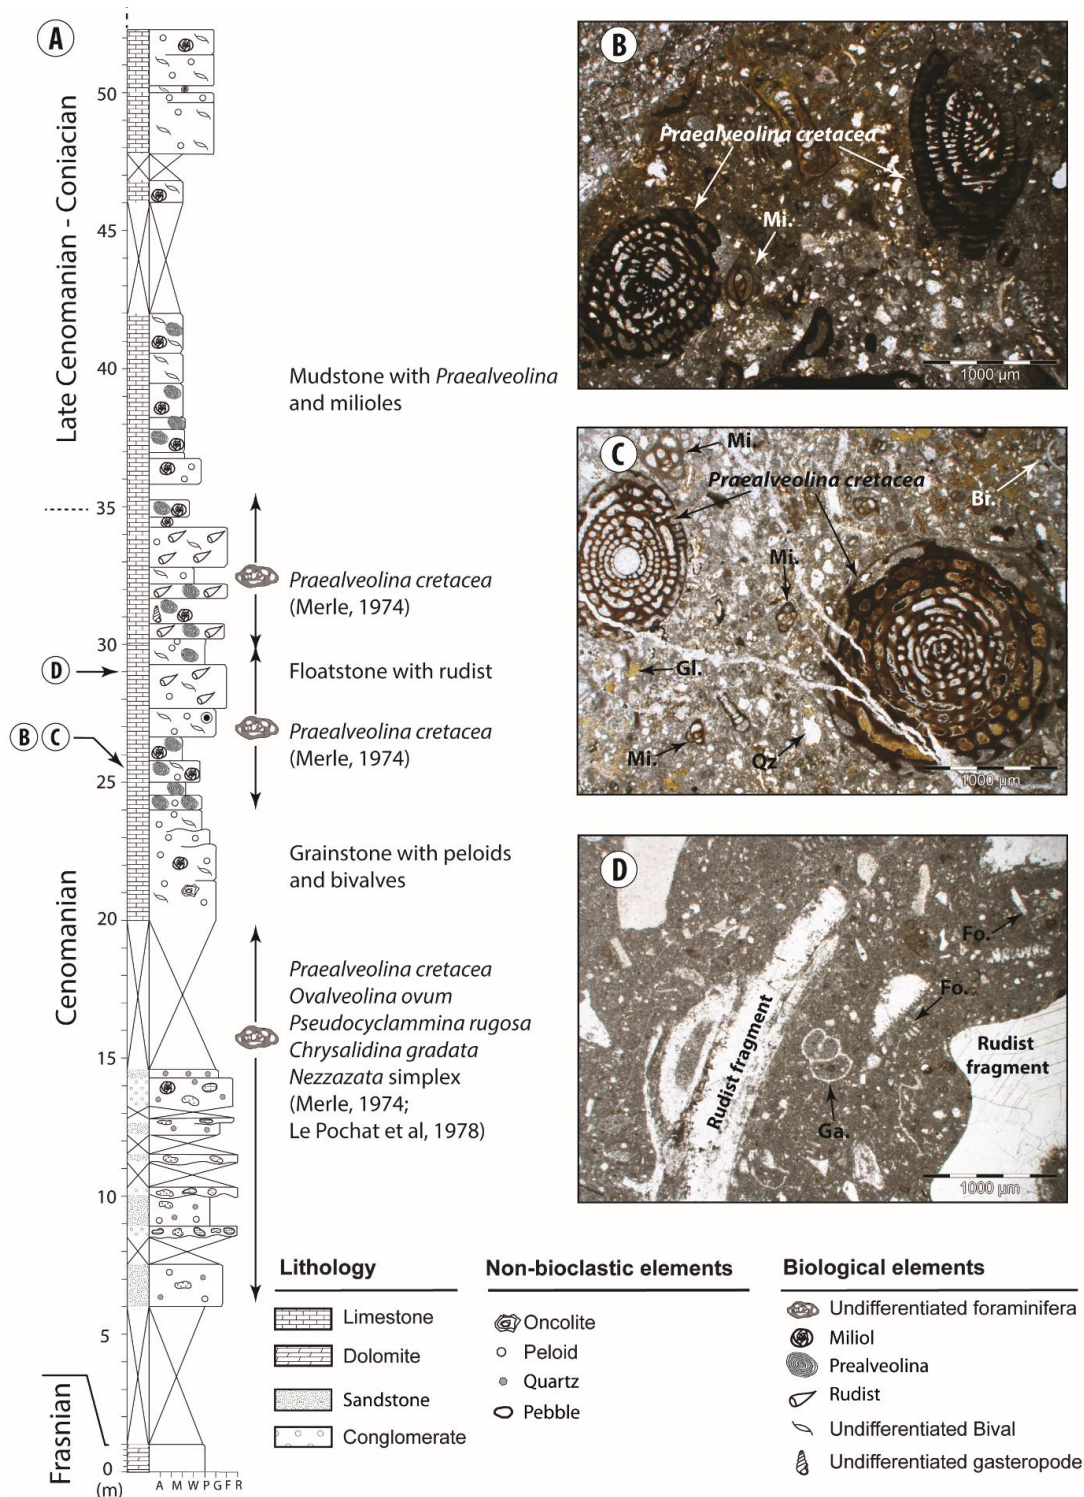 A
Late Cenomanian - Coniacian
Cenomanian
Frasnian
50
45
40
35
30
25
20
15
10
5
0
(m)
A M W P G F R
D
B C
Mudstone with Praealveolina
and milioles
Praealveolina cretacea
(Merle, 1974)
Floatstone with rudist
Praealveolina cretacea
(Merle, 1974)
Grainstone with peloids
and bivalves
Praealveolina cretacea
Ovalveolina ovum
Pseudocyclammina rugosa
Chrysalidina gradata
Nezzazata simplex
(Merle, 1974;
Le Pochat et al, 1978)
B
Praealveolina cretacea
Mi.
1000 µm
C
Mi.
Praealveolina cretacea
Bi.
Mi.
Gl.
Mi.
Qz
1000 µm
D
Fo.
Fo.
Rudist fragment
Rudist
fragment
Ga.
1000 µm
Lithology
Limestone
Dolomite
Sandstone
Conglomerate
Non-bioclastic elements
Oncolite
Peloid
Quartz
Pebble
Biological elements
Undifferentiated foraminifera
Miliol
Prealveolina
Rudist
Undifferentiated Bival
Undifferentiated gasteropode